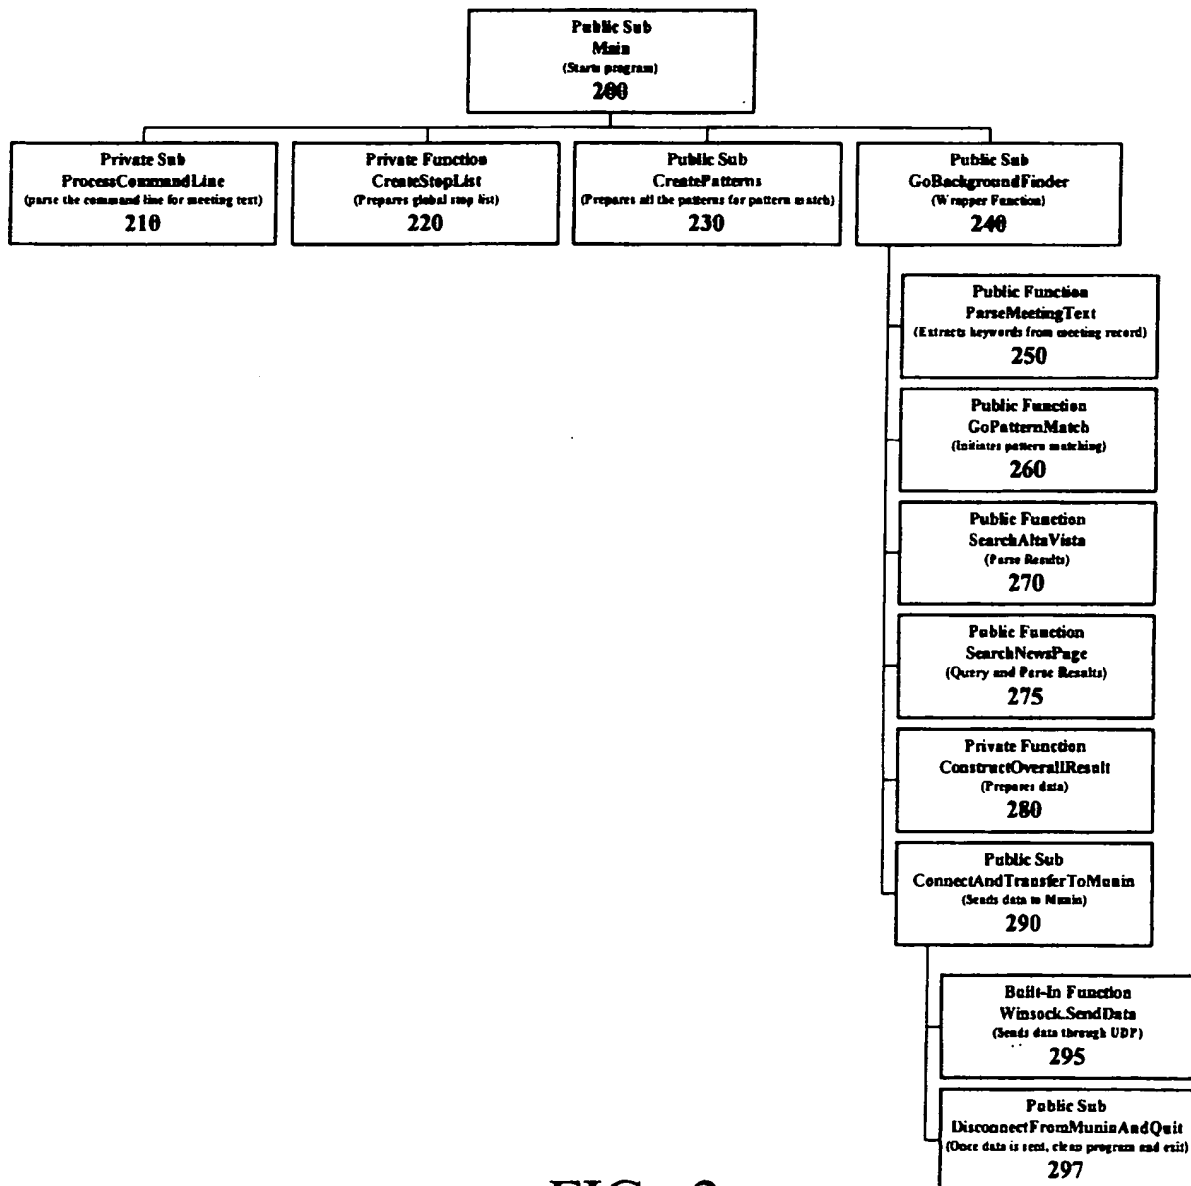 Public Sub
Main
(Starts program)
200
Private Sub
ProcessCommandLine
(parse the command line for meeting text)
210
Private Function
CreateStopList
(Prepares global stop list)
220
Public Sub
CreatePatterns
(Prepares all the patterns for pattern match)
230
Public Sub
GoBackgroundFinder
(Wrapper Function)
240
Public Function
ParseMeetingText
(Extracts keywords from meeting record)
250
Public Function
GoPatternMatch
(Initiates pattern matching)
260
Public Function
SearchAltaVista
(Parse Results)
270
Public Function
SearchNewsPage
(Query and Parse Results)
275
Private Function
ConstructOverallResult
(Prepares data)
280
Public Sub
ConnectAndTransferToMunin
(Sends data to Munin)
290
Built-In Function
Winsock.SendData
(Sends data through UDP)
295
Public Sub
DisconnectFromMuninAndQuit
(Once data is sent, clean program and exit)
297